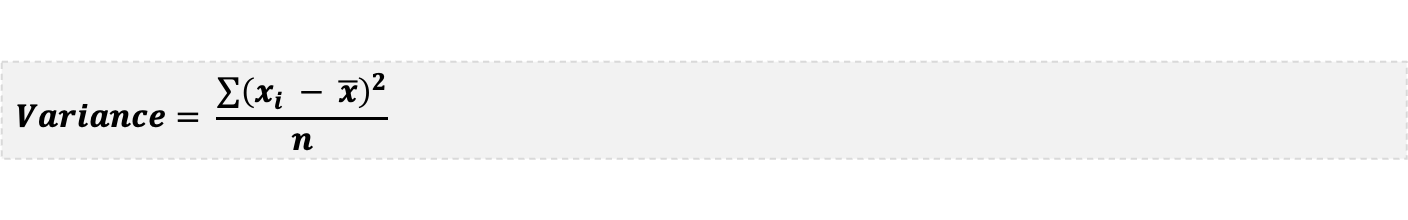 Variance = ∑(xᵢ − x̅)² / n